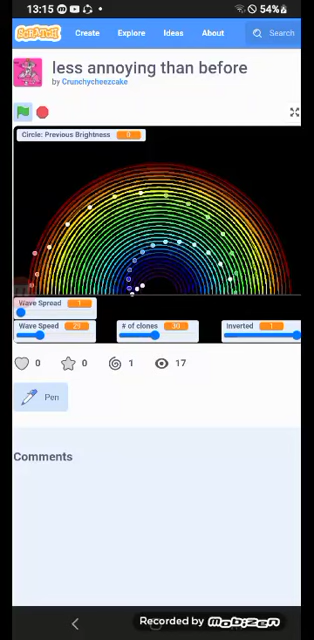 13:15
54%
SCRATCH
Create
Explore
Ideas
About
Search
less annoying than before
by Crunchycheezcake
Circle: Previous Brightness 0
Wave Spread 1
Wave Speed 25
# of clones 30
Inverted 1
0
0
1
17
Pen
Comments
Recorded by Mobizen